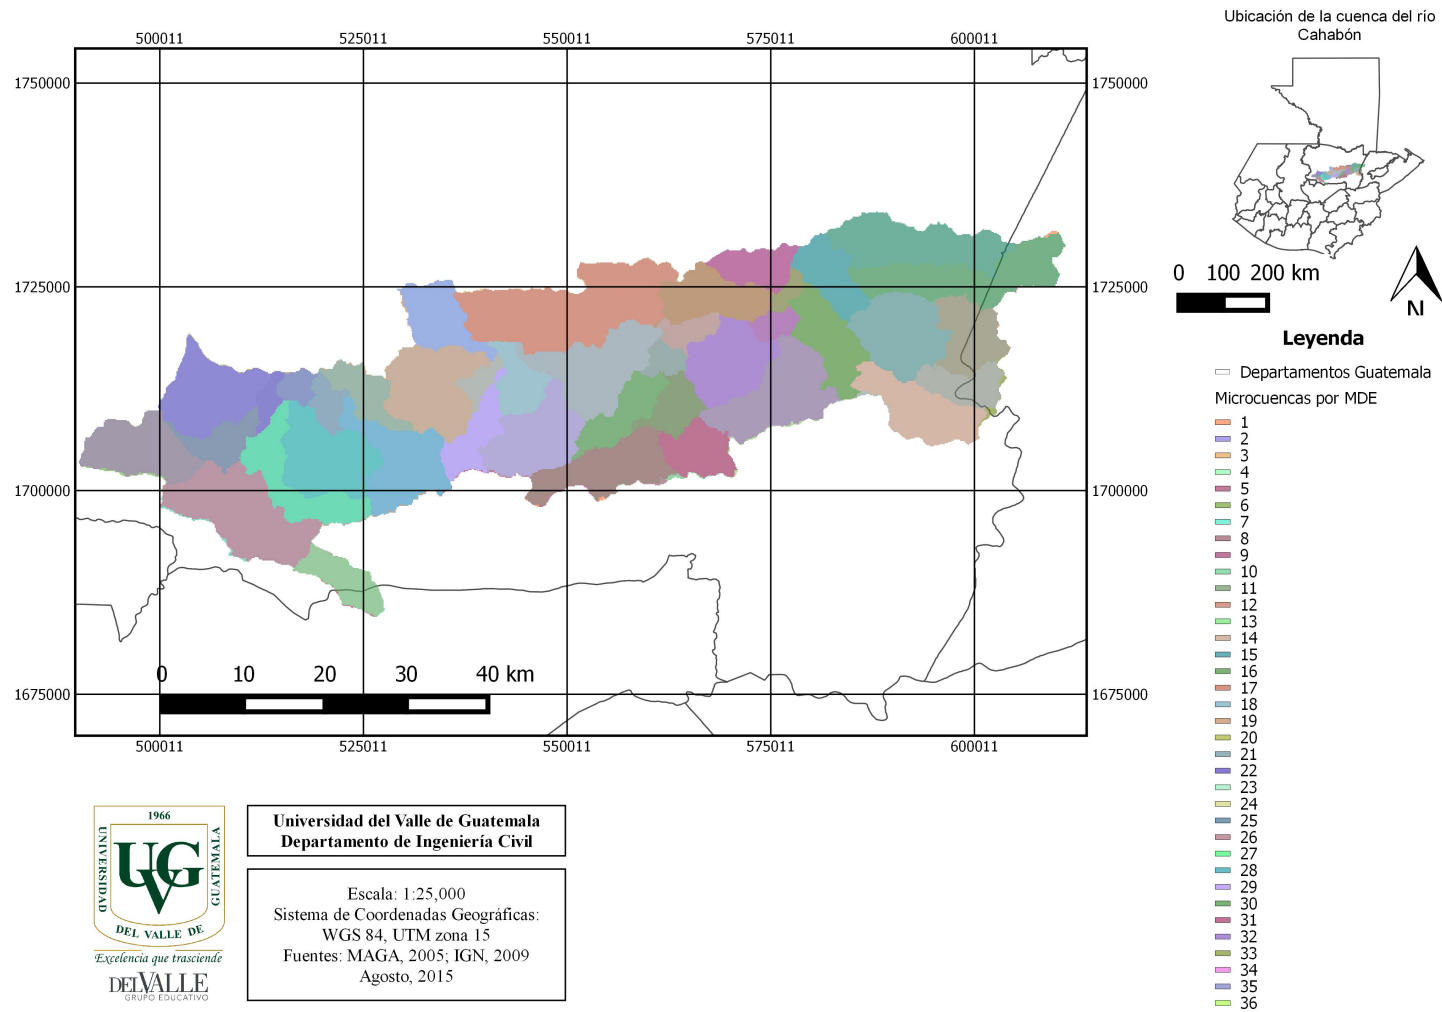 Ubicación de la cuenca del río
Cahabón
500011 525011 550011 575011 600011
1750000 1750000
1725000 1725000
1700000 1700000
1675000 1675000
0 10 20 30 40 km
500011 525011 550011 575011 600011
0 100 200 km
N
Leyenda
Departamentos Guatemala
Microcuencas por MDE
1
2
3
4
5
6
7
8
9
10
11
12
13
14
15
16
17
18
19
20
21
22
23
24
25
26
27
28
29
30
31
32
33
34
35
36
1966
UNIVERSIDAD
UVG
GUATEMALA
DEL VALLE DE
Excelencia que trasciende
DELVALLE
GRUPO EDUCATIVO
Universidad del Valle de Guatemala
Departamento de Ingeniería Civil
Escala: 1:25,000
Sistema de Coordenadas Geográficas:
WGS 84, UTM zona 15
Fuentes: MAGA, 2005; IGN, 2009
Agosto, 2015